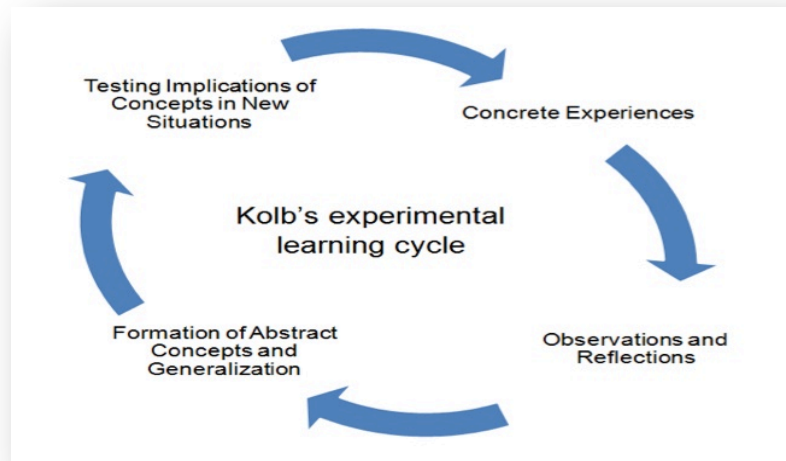 Testing Implications of
Concepts in New
Situations
Concrete Experiences
Kolb's experimental
learning cycle
Formation of Abstract
Concepts and
Generalization
Observations and
Reflections